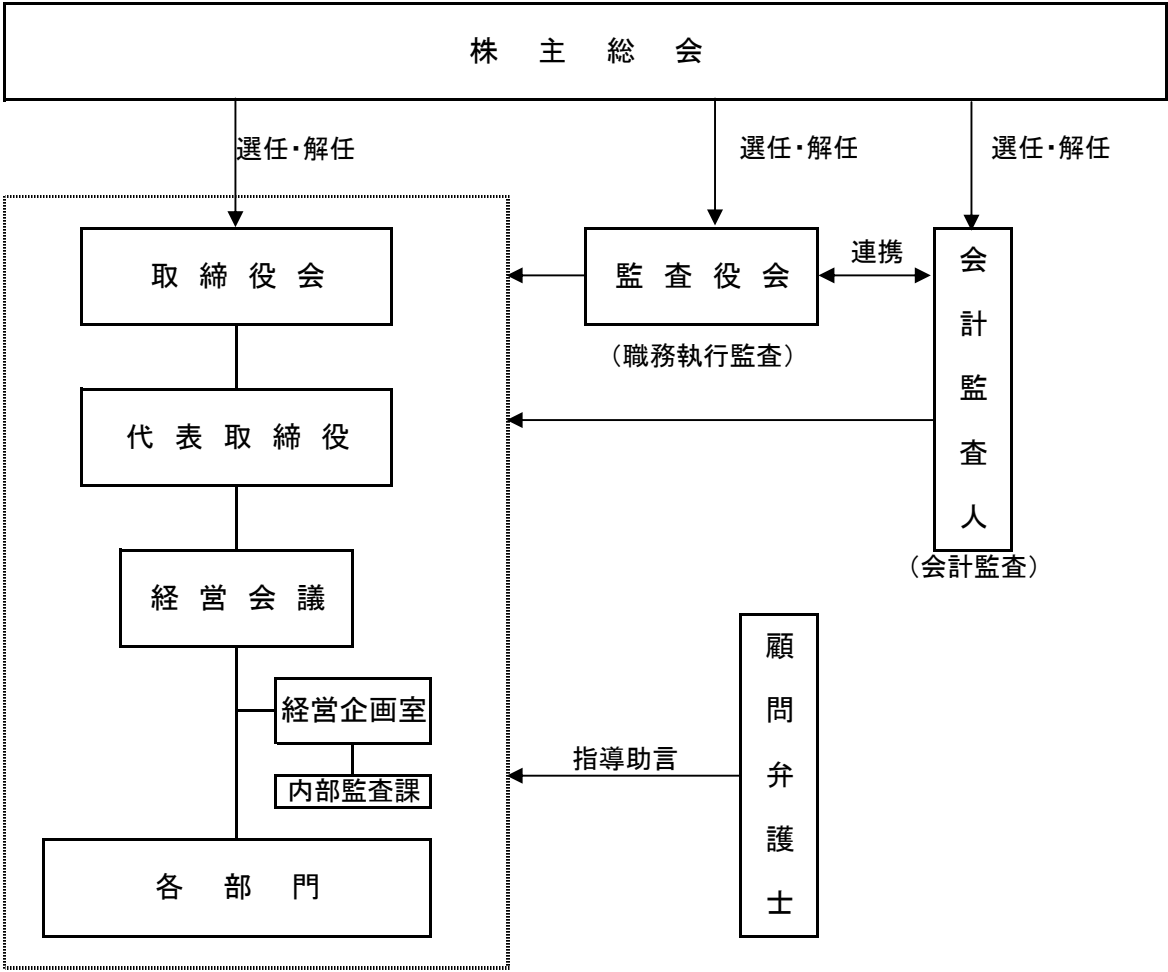 株主総会
選任・解任
選任・解任
選任・解任
取締役会
監査役会
連携
会計監査人
(職務執行監査)
代表取締役
(会計監査)
経営会議
顧問弁護士
経営企画室
指導助言
内部監査課
各部門